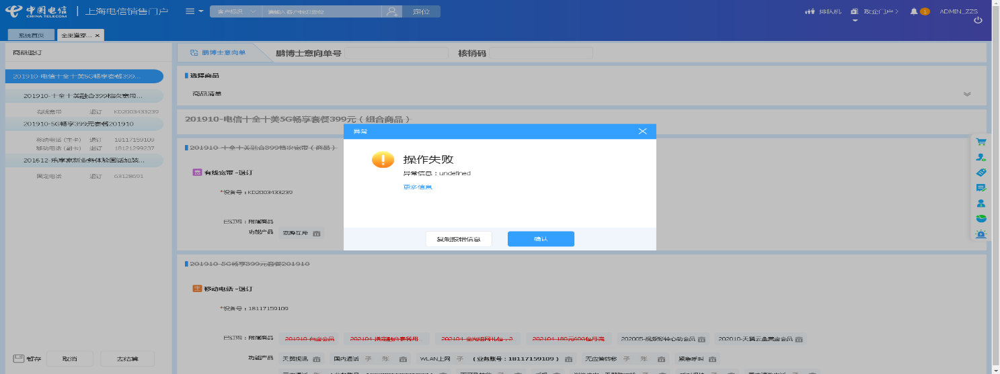 中国电信 CHINA TELECOM 上海电信销售门户 客户标识 请输入客户标识定位 定位 排队机 政企门户 1 ADMIN_ZZS
系统首页 全渠道受... ×
商品退订
201910-电信十全十美5G畅享套餐399...
201910-十全十美融合399档次宽带...
有线宽带 退订 KD2003433239
201910-5G畅享399元套餐201910
移动电话 (主卡) 退订 18117159109
移动电话 (副卡) 退订 18121299237
201612-乐享家新业务体验固话加装...
固定电话 退订 63128691
暂存 取消 去结算
鹏博士意向单 鹏博士意向单号 核销码
选择商品
商品清单
201910-电信十全十美5G畅享套餐399元（组合商品）
201910-十全十美融合399档次宽带（商品）
有线宽带 -退订
*设备号：KD2003433239
已订购：附属商品
功能产品 宽带互斥
异常
操作失败
异常信息：undefined
更多信息
复制报错信息 确认
201910-5G畅享399元套餐201910
移动电话 -退订
*设备号：18117159109
已订购：附属商品 201910-白金会员 202104-指定融合套餐用... 202104-全光组网礼包，2 202104-180元60G包月流 202005-视频彩铃心动会员 202010-天翼云盘黄金会员
功能产品 天翼视讯 国内通话 子 账 WLAN上网 子 (业务账号：18117159109) 无应答转移 子 账 紧急呼叫